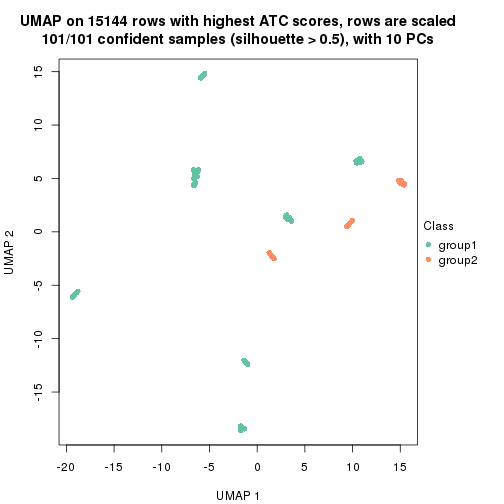 UMAP on 15144 rows with highest ATC scores, rows are scaled
101/101 confident samples (silhouette > 0.5), with 10 PCs
15
10
5
0
-5
-10
-15
UMAP 2
-20 -15 -10 -5 0 5 10 15
UMAP 1
Class
group1
group2